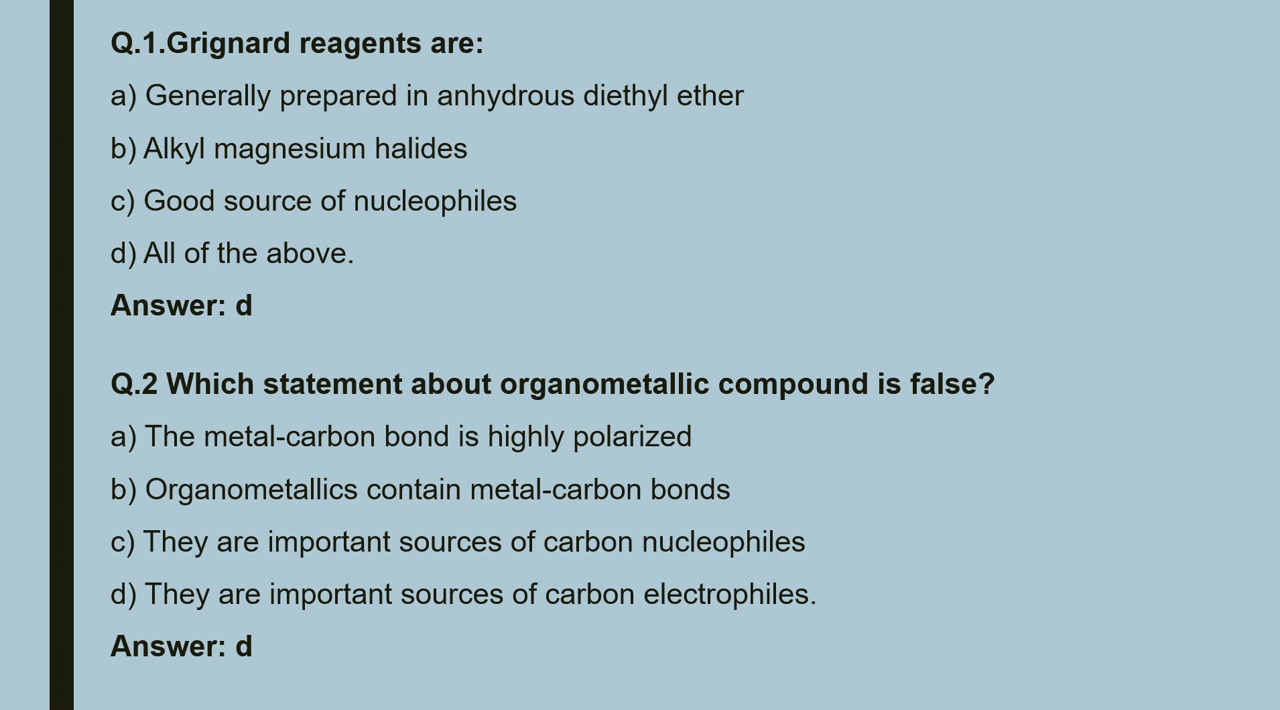 Q.1.Grignard reagents are:
a) Generally prepared in anhydrous diethyl ether
b) Alkyl magnesium halides
c) Good source of nucleophiles
d) All of the above.
Answer: d
Q.2 Which statement about organometallic compound is false?
a) The metal-carbon bond is highly polarized
b) Organometallics contain metal-carbon bonds
c) They are important sources of carbon nucleophiles
d) They are important sources of carbon electrophiles.
Answer: d